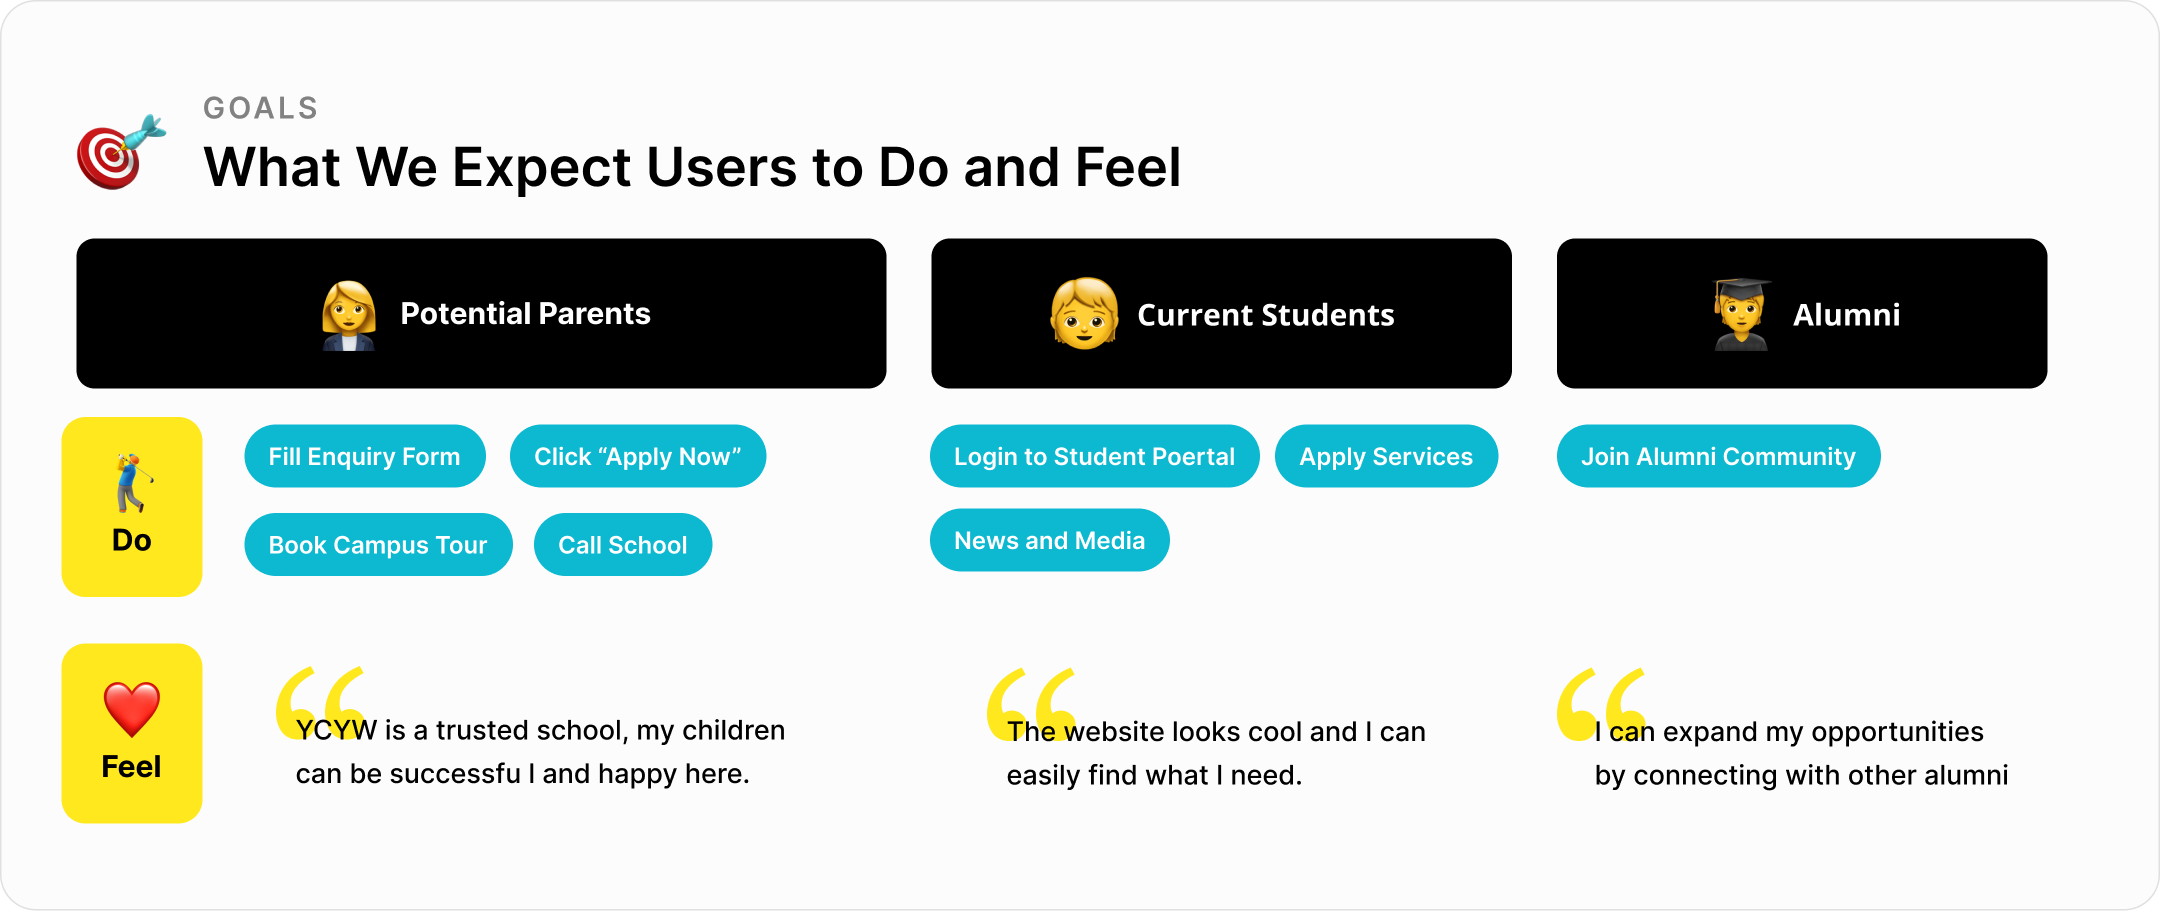 GOALS
What We Expect Users to Do and Feel
Potential Parents
Current Students
Alumni
Do
Fill Enquiry Form
Click “Apply Now”
Book Campus Tour
Call School
Login to Student Poertal
Apply Services
News and Media
Join Alumni Community
Feel
“
YCYW is a trusted school, my children
can be successfu l and happy here.
“
The website looks cool and I can
easily find what I need.
“
I can expand my opportunities
by connecting with other alumni